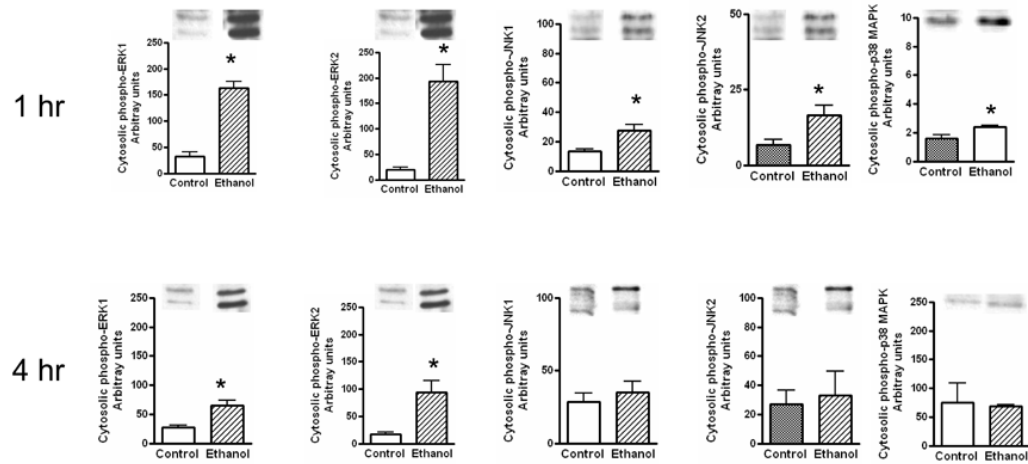 1 hr
Cytosolic phospho-ERK1
Arbitray units
250
200
150
100
50
0
*
Control Ethanol
Cytosolic phospho-ERK2
Arbitray units
250
200
150
100
50
0
*
Control Ethanol
Cytosolic phospho-JNK1
Arbitray units
100
80
60
40
20
0
*
Control Ethanol
Cytosolic phospho-JNK2
Arbitray units
50
25
0
*
Control Ethanol
Cytosolic phospho-p38 MAPK
Arbitray units
10
8
6
4
2
0
*
Control Ethanol
4 hr
Cytosolic phospho-ERK1
Arbitray units
250
200
150
100
50
0
*
Control Ethanol
Cytosolic phospho-ERK2
Arbitray units
250
200
150
100
50
0
*
Control Ethanol
Cytosolic phospho-JNK1
Arbitray units
100
50
0
Control Ethanol
Cytosolic phospho-JNK2
Arbitray units
100
80
60
40
20
0
Control Ethanol
Cytosolic phospho-p38 MAPK
Arbitray units
250
200
150
100
50
0
Control Ethanol